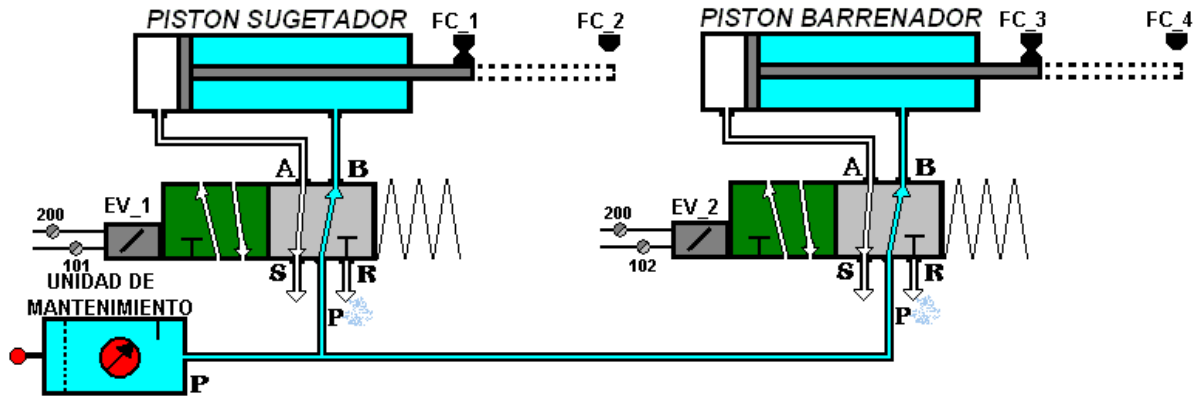 PISTON SUGETADOR
FC_1
FC_2
PISTON BARRENADOR
FC_3
FC_4
A
B
A
B
200
EV_1
101
S
R
P
200
EV_2
102
S
R
P
UNIDAD DE
MANTENIMIENTO
P